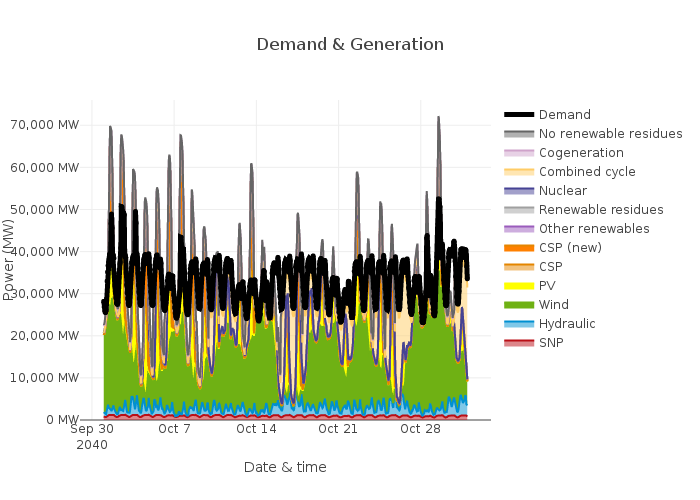 Demand & Generation
70,000 MW
60,000 MW
50,000 MW
40,000 MW
30,000 MW
20,000 MW
10,000 MW
0 MW
Power (MW)
Sep 30
2040
Oct 7
Oct 14
Oct 21
Oct 28
Date & time
Demand
No renewable residues
Cogeneration
Combined cycle
Nuclear
Renewable residues
Other renewables
CSP (new)
CSP
PV
Wind
Hydraulic
SNP